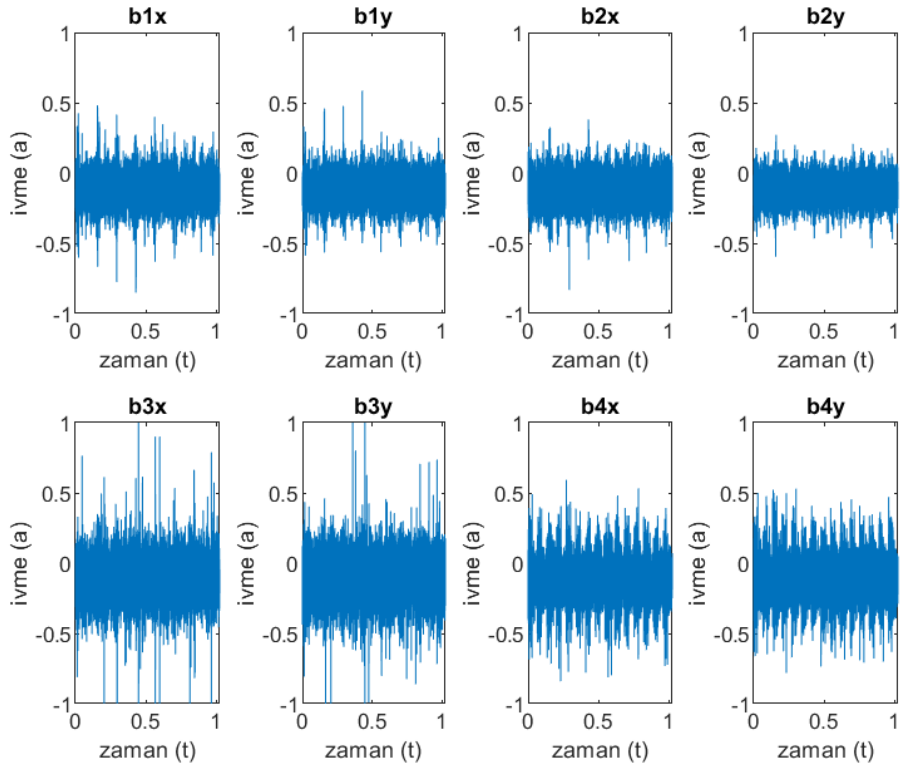 b1x b1y b2x b2y
1 1 1 1
0.5 0.5 0.5 0.5
ivme (a) ivme (a) ivme (a) ivme (a)
0 0 0 0
-0.5 -0.5 -0.5 -0.5
-1 -1 -1 -1
0 0.5 1 0 0.5 1 0 0.5 1 0 0.5 1
zaman (t) zaman (t) zaman (t) zaman (t)
b3x b3y b4x b4y
1 1 1 1
0.5 0.5 0.5 0.5
ivme (a) ivme (a) ivme (a) ivme (a)
0 0 0 0
-0.5 -0.5 -0.5 -0.5
-1 -1 -1 -1
0 0.5 1 0 0.5 1 0 0.5 1 0 0.5 1
zaman (t) zaman (t) zaman (t) zaman (t)